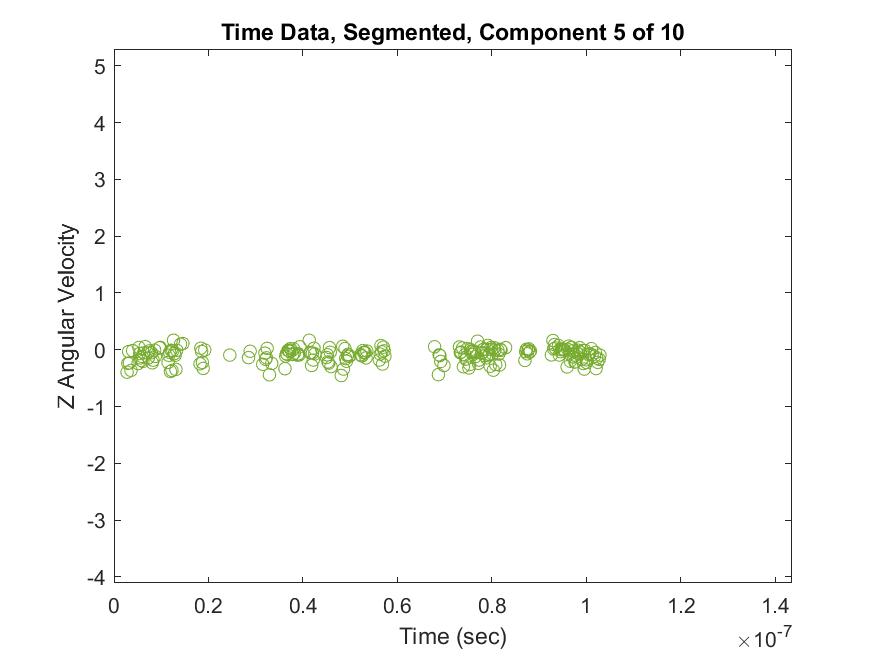 Time Data, Segmented, Component 5 of 10
Z Angular Velocity
5
4
3
2
1
0
-1
-2
-3
-4
0 0.2 0.4 0.6 0.8 1 1.2 1.4
×10-7
Time (sec)